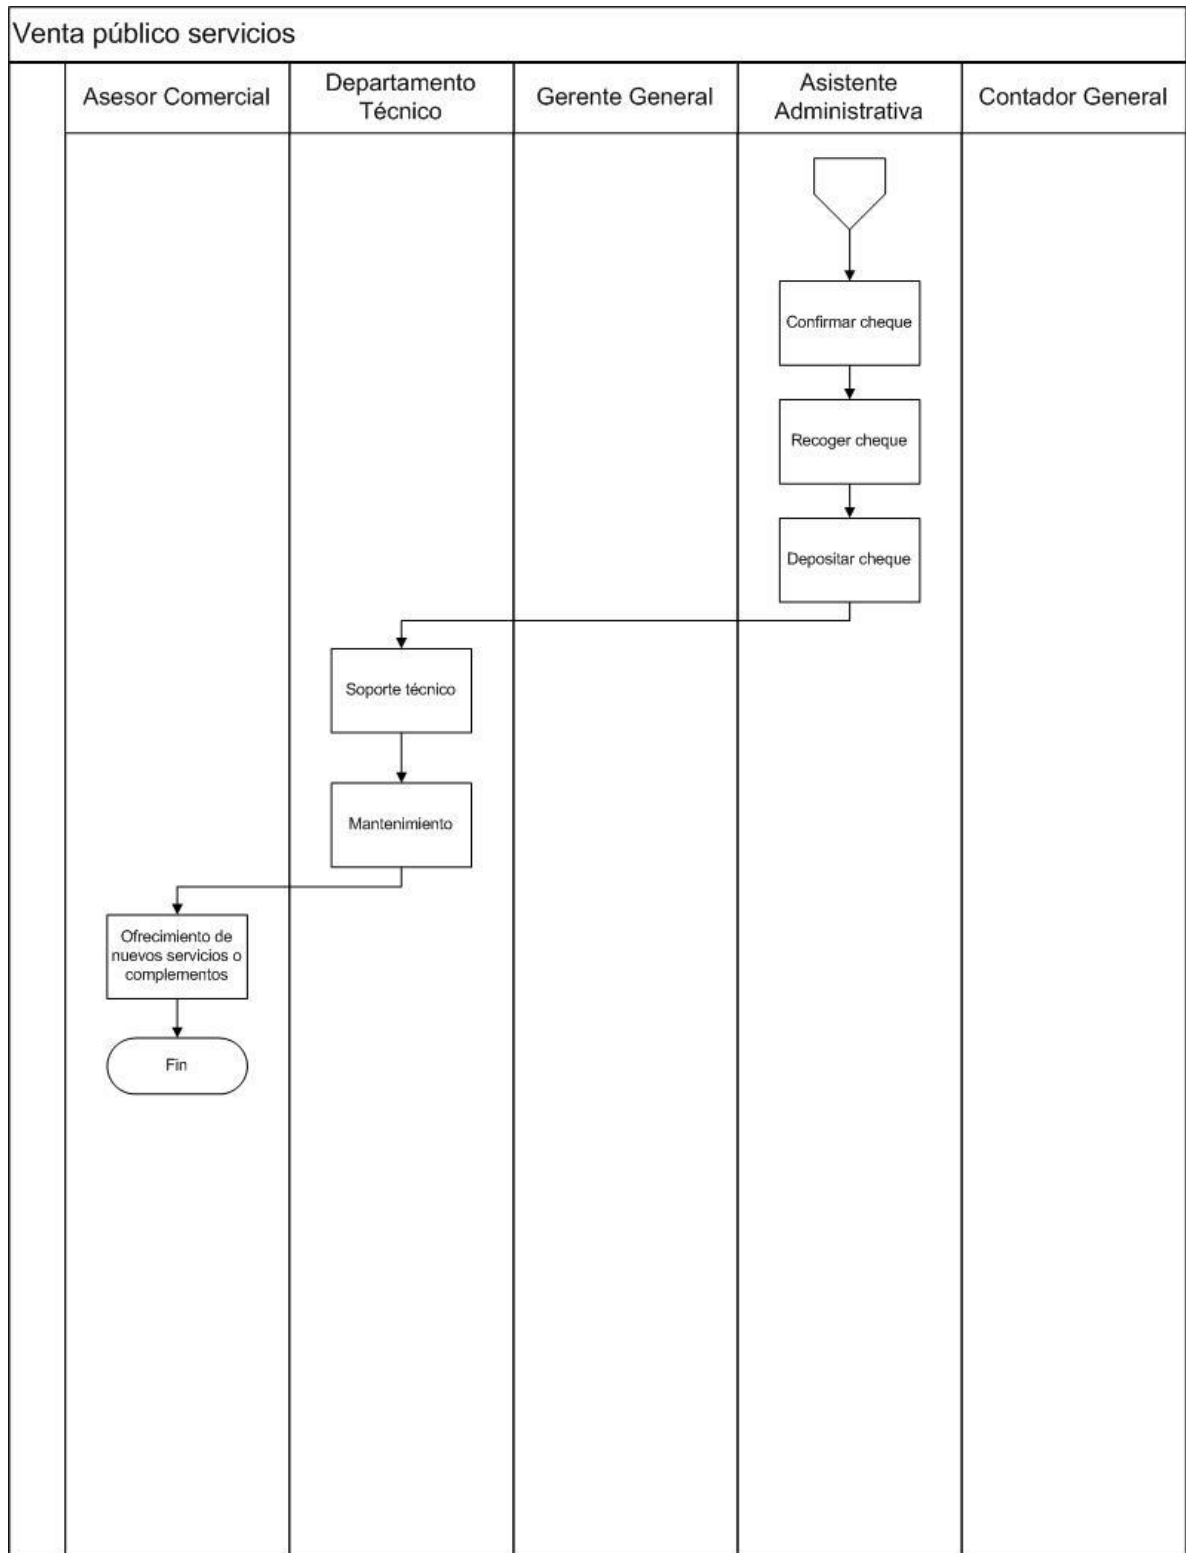 Venta público servicios
Asesor Comercial
Departamento
Técnico
Gerente General
Asistente
Administrativa
Contador General
Confirmar cheque
Recoger cheque
Depositar cheque
Soporte técnico
Mantenimiento
Ofrecimiento de
nuevos servicios o
complementos
Fin